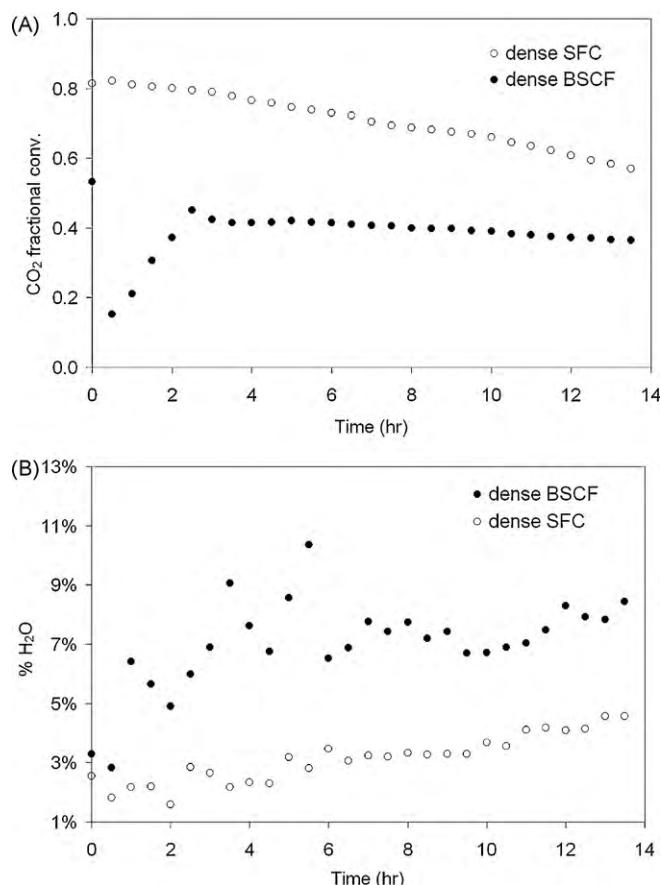 (A)
1.0
0.8
0.6
0.4
0.2
0.0
CO₂ fractional conv.
○ dense SFC
● dense BSCF
0 2 4 6 8 10 12 14
Time (hr)
(B)
13%
11%
9%
7%
5%
3%
1%
% H₂O
● dense BSCF
○ dense SFC
0 2 4 6 8 10 12 14
Time (hr)